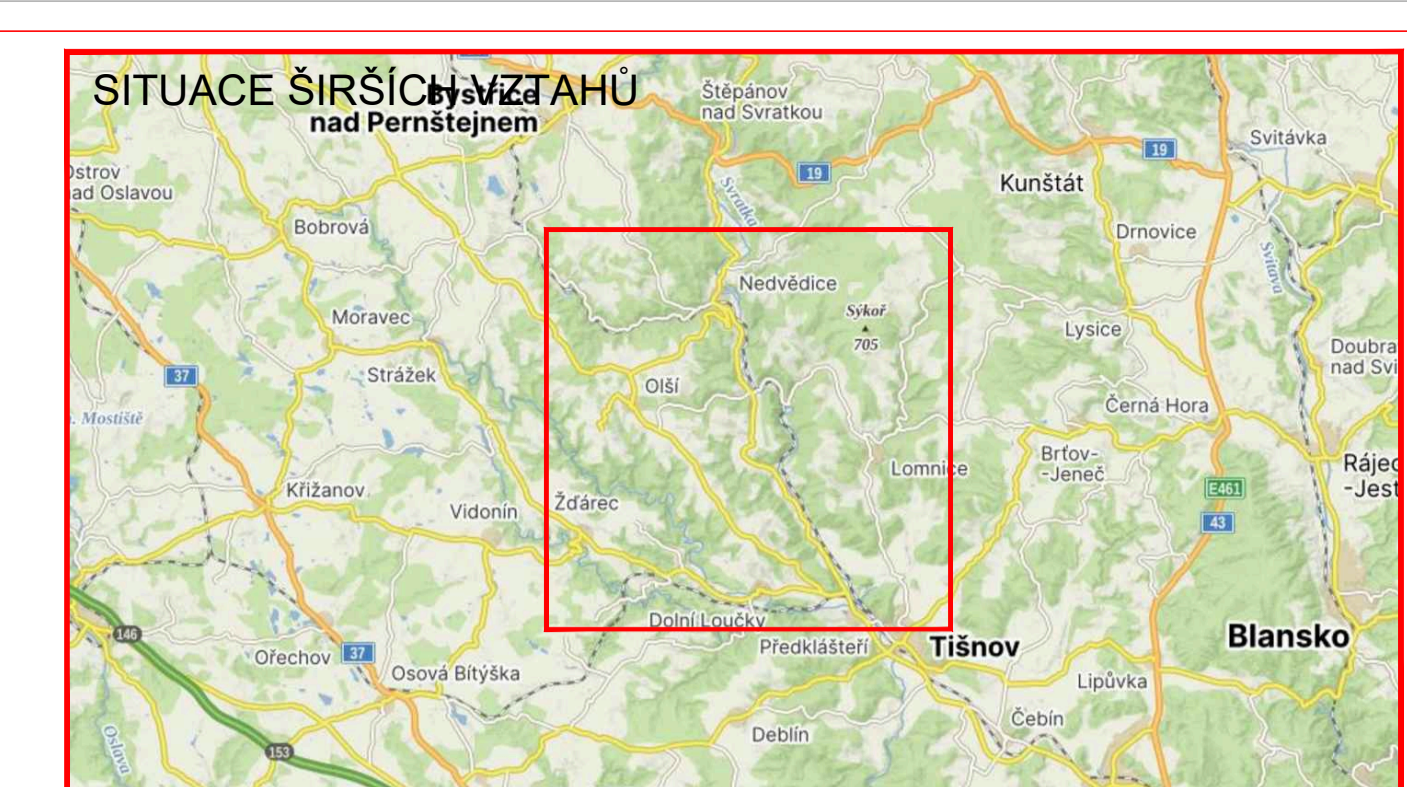 SITUACE ŠIRŠÍCH VZTAHŮ
Bystřice
nad Pernštejnem
Štěpánov
nad Svratkou
19
Svitávka
19
Kunštát
Ostrov
nad Oslavou
Svratka
Bobrová
Drnovice
Svitava
Nedvědice
Sýkoř
705
Moravec
Lysice
Doubra
nad Svi
37
Strážek
Olší
Mostiště
Černá Hora
Brťov-
-Jeneč
Lomnice
Rájec
-Jest
Křižanov
E461
Vidonín
Žďárec
43
Dolní Loučky
146
Předklášteří
Tišnov
Blansko
Ořechov
37
Osová Bítýška
Lipůvka
Čebín
Deblín
Oslava
153